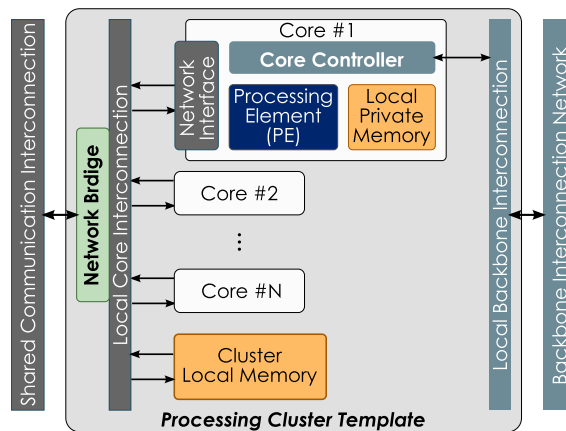 Shared Communication Interconnection
Network Brdige
Local Core Interconnection
Core #1
Network
Interface
Core Controller
Processing
Element
(PE)
Local
Private
Memory
Core #2
...
Core #N
Cluster
Local Memory
Processing Cluster Template
Local Backbone Interconnection
Backbone Interconnection Network